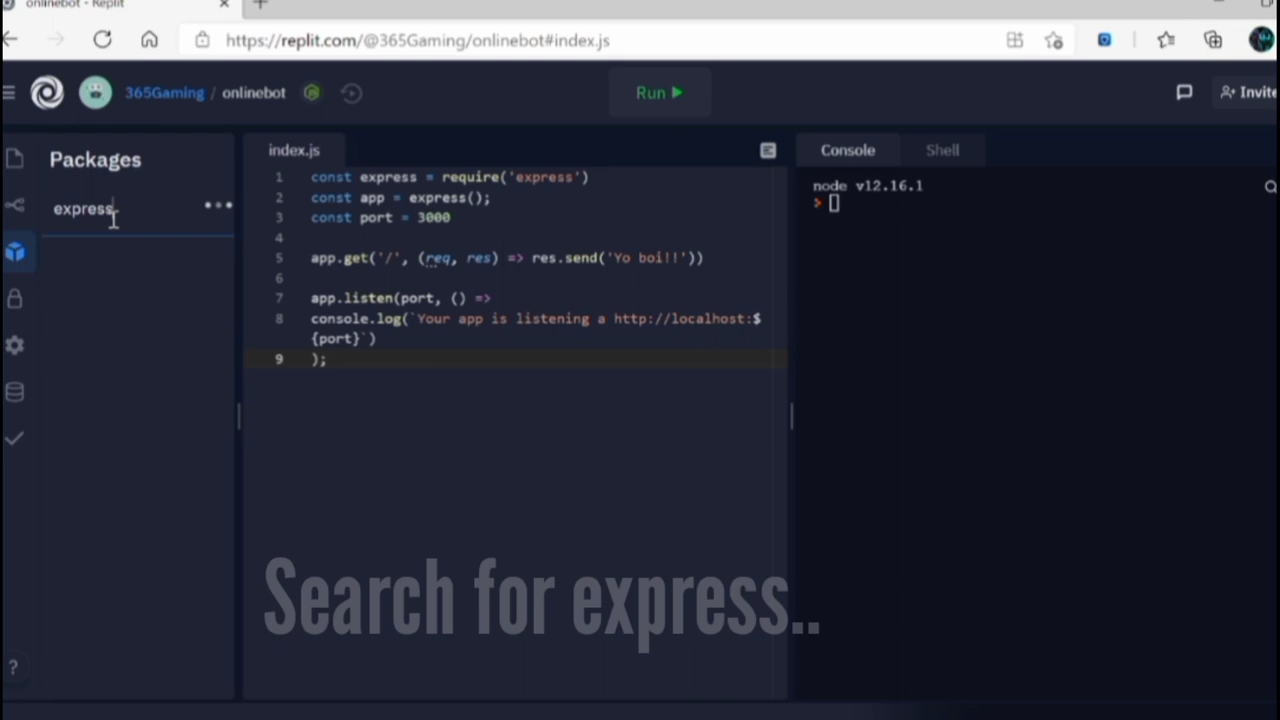 onlinebot - Replit
https://replit.com/@365Gaming/onlinebot#index.js
365Gaming / onlinebot
Run
Invite
Packages
express
index.js
1 const express = require('express')
2 const app = express();
3 const port = 3000
4
5 app.get('/', (req, res) => res.send('Yo boi!!'))
6
7 app.listen(port, () =>
8 console.log(`Your app is listening a http://localhost:$
{port}`)
9 );
Console
Shell
node v12.16.1
>
Search for express..
?